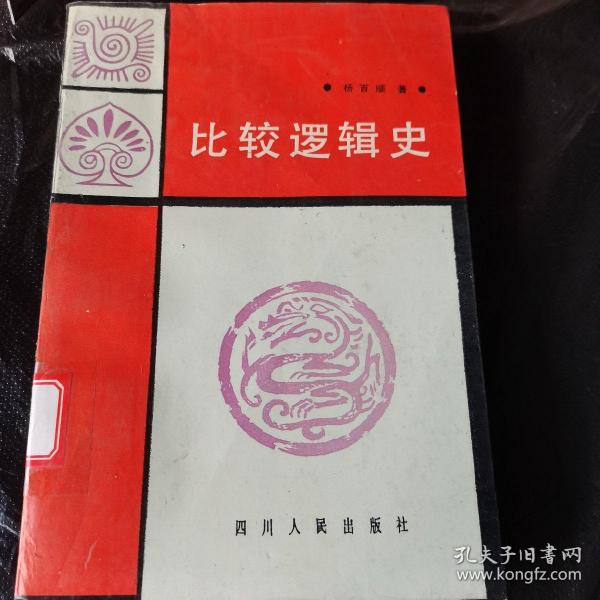 ● 杨百顺 著 ●
比较逻辑史
四川人民出版社
孔夫子旧书网
www.kongfz.com